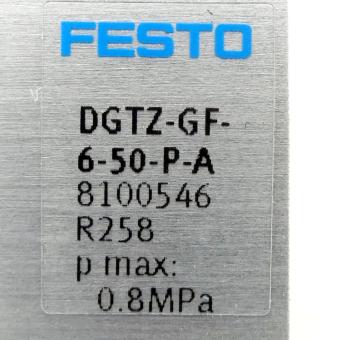 FESTO
DGTZ-GF-
6-50-P-A
8100546
R258
p max:
0.8MPa